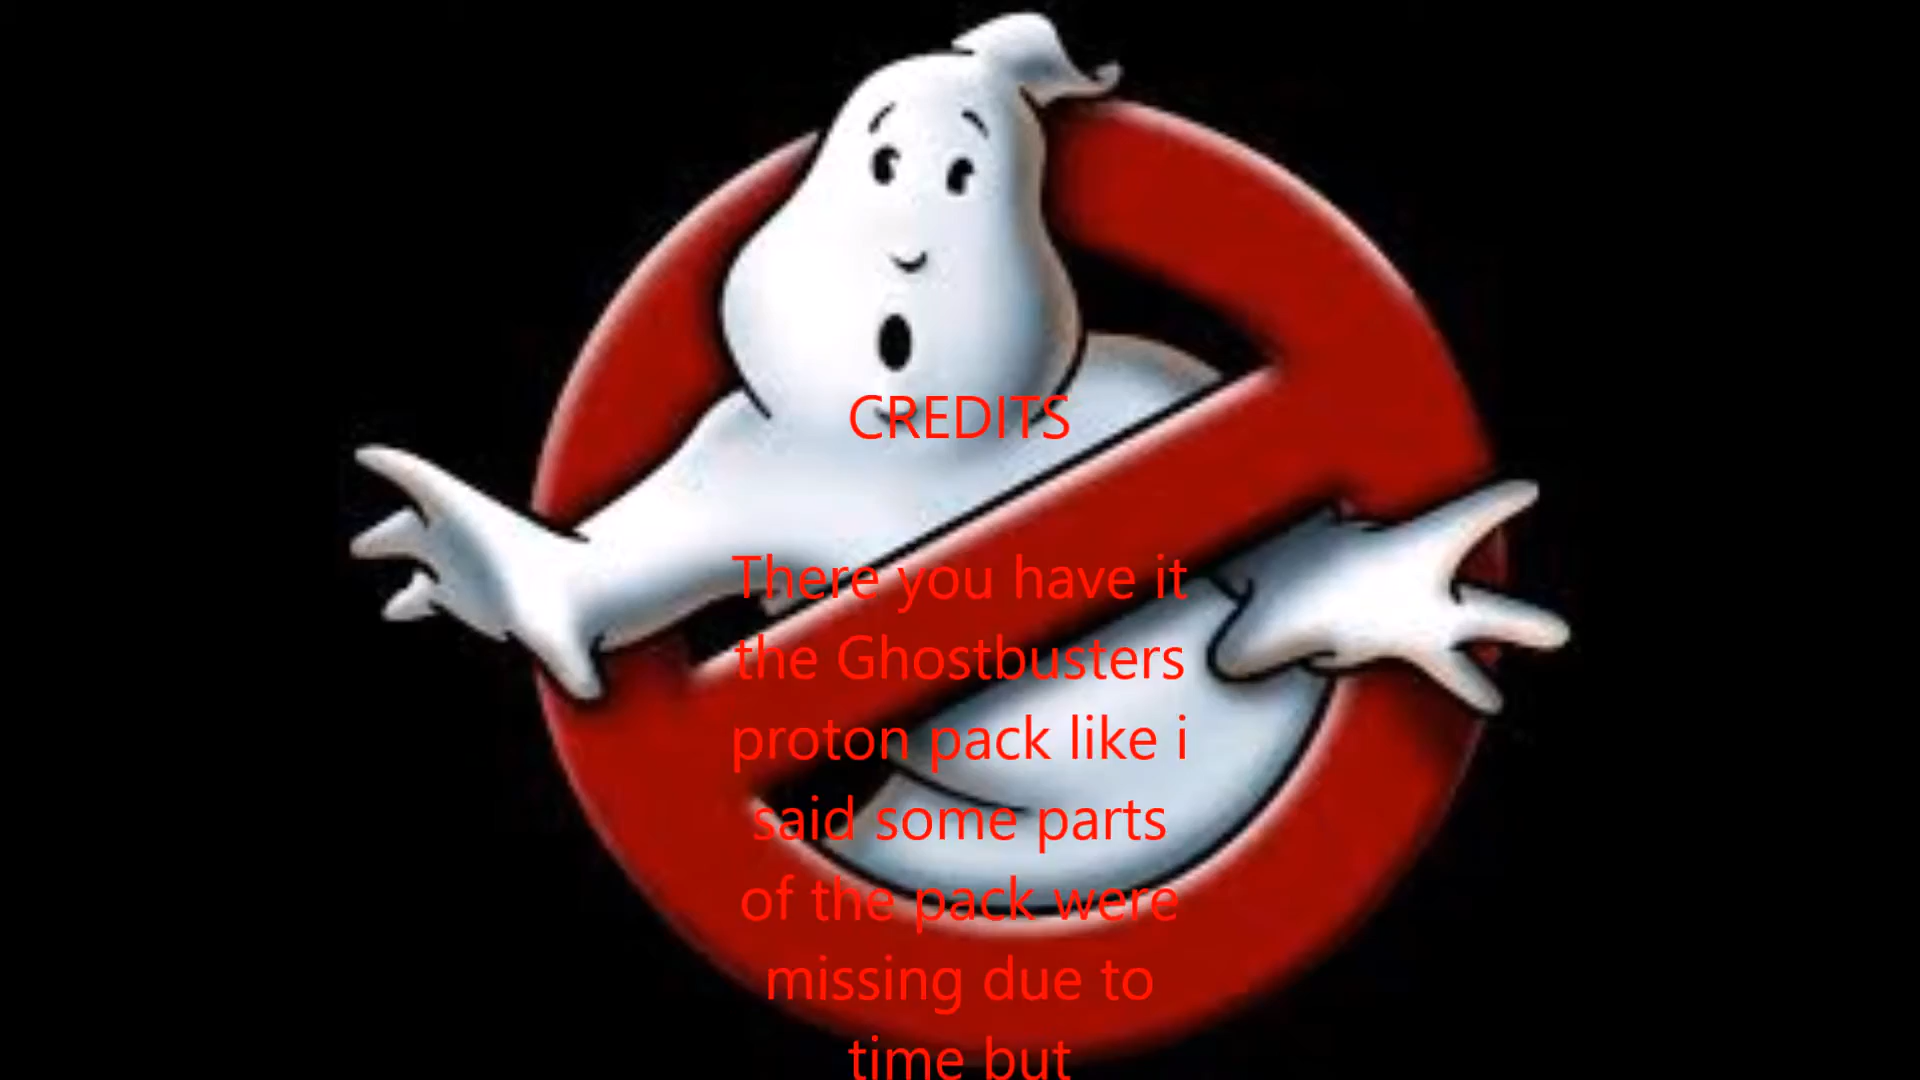 CREDITS
There you have it
the Ghostbusters
proton pack like i
said some parts
of the pack were
missing due to
time but